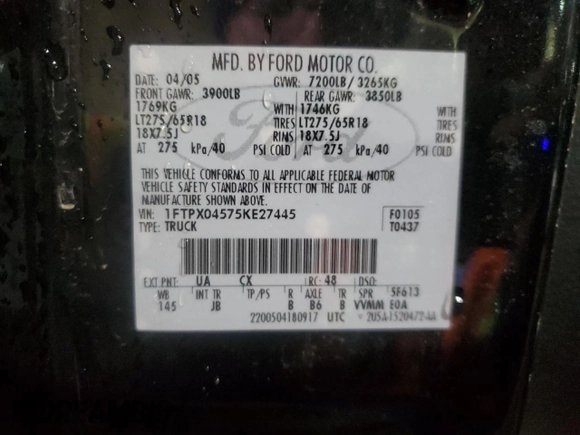 MFD. BY FORD MOTOR CO.
DATE: 04/05 GVWR: 7200LB/ 3265KG
FRONT GAWR: 3900LB REAR GAWR: 3850LB
1769KG WITH 1746KG WITH
LT275/65R18 TIRES LT275/65R18 TIRES
18X7.5J RIMS 18X7.5J RIMS
AT 275 kPa/40 PSI COLD AT 275 kPa/40 PSI COLD
Ford
THIS VEHICLE CONFORMS TO ALL APPLICABLE FEDERAL MOTOR
VEHICLE SAFETY STANDARDS IN EFFECT ON THE DATE OF
MANUFACTURE SHOWN ABOVE.
VIN: 1FTPX04575KE27445 F0105
TYPE: TRUCK T0437
EXT PNT: UA CX RC: 48 DSO:
WB INT TR TP/PS R AXLE TR SPR 5F613
145 JB B B6 B VVMM E0A
2200504180917 UTC